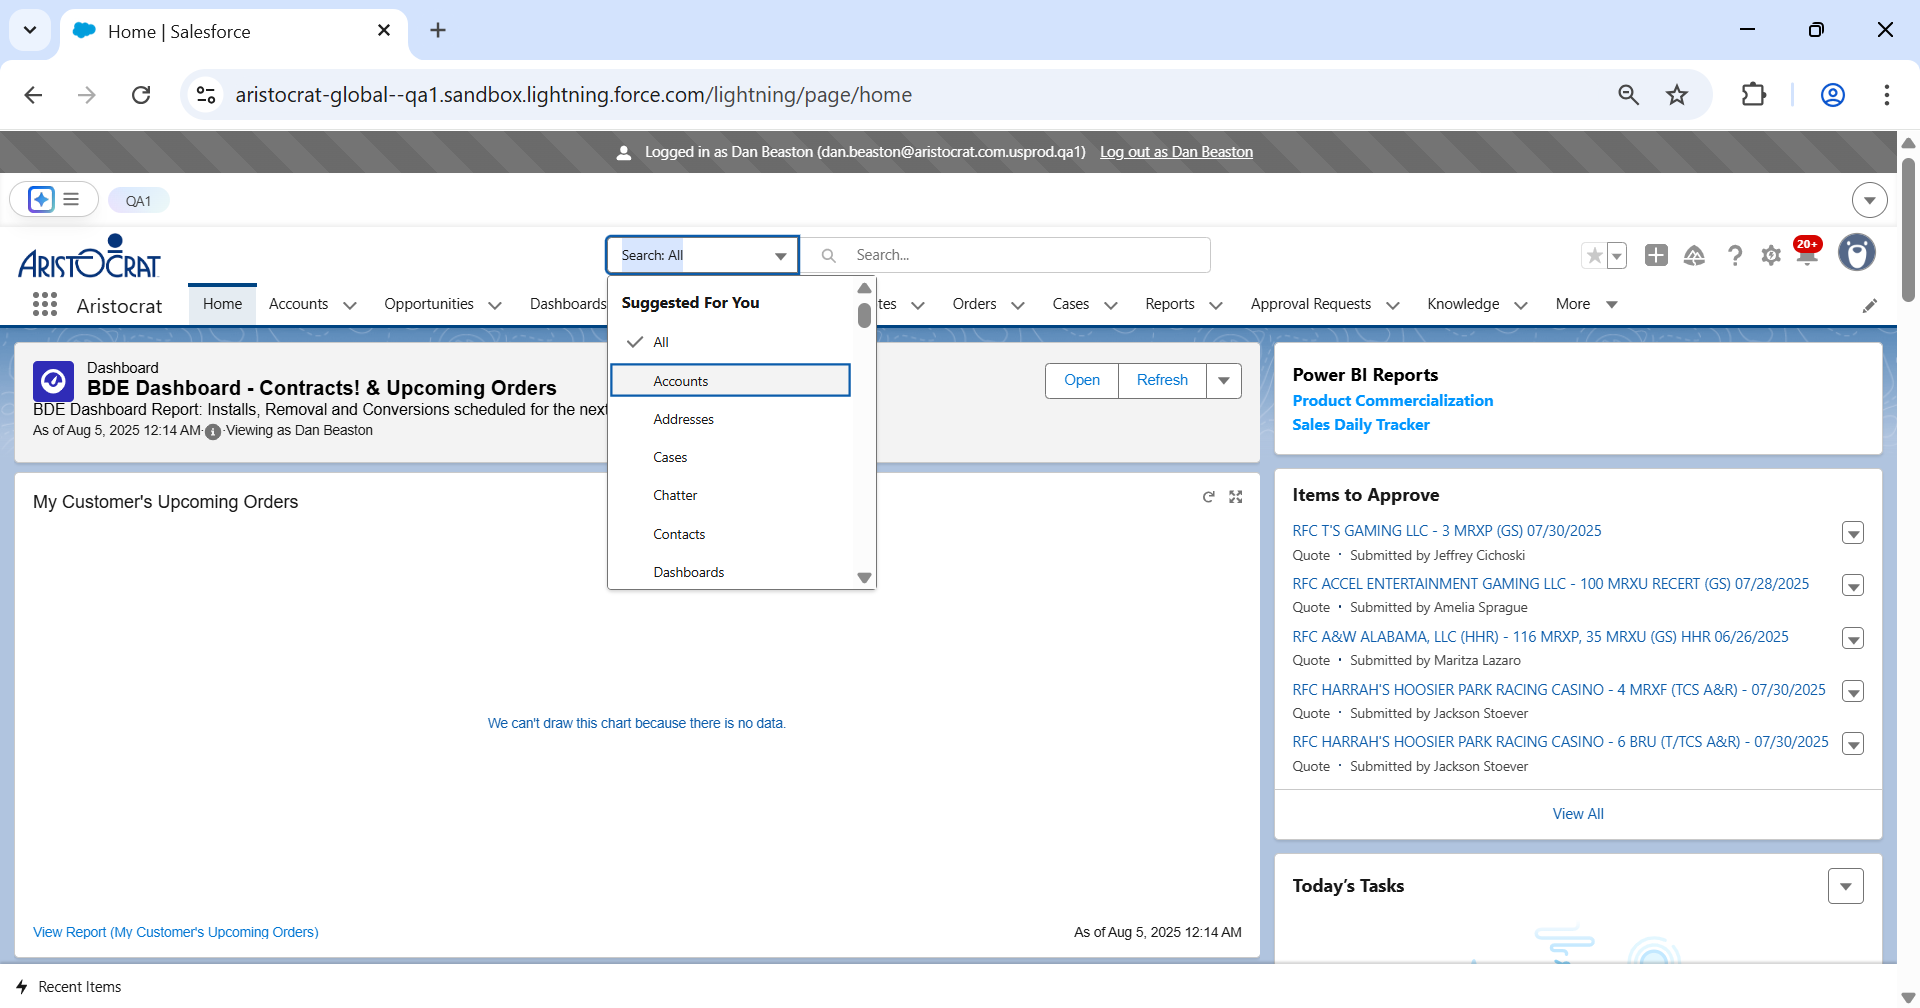 Home | Salesforce
aristocrat-global--qa1.sandbox.lightning.force.com/lightning/page/home
Logged in as Dan Beaston (dan.beaston@aristocrat.com.usprod.qa1) Log out as Dan Beaston
QA1
ARISTOCRAT
Search: All
Search...
20+
Aristocrat
Home
Accounts
Opportunities
Dashboards
tes
Orders
Cases
Reports
Approval Requests
Knowledge
More
Suggested For You
All
Accounts
Addresses
Cases
Chatter
Contacts
Dashboards
Dashboard
BDE Dashboard - Contracts! & Upcoming Orders
BDE Dashboard Report: Installs, Removal and Conversions scheduled for the next
As of Aug 5, 2025 12:14 AM·Viewing as Dan Beaston
Open
Refresh
My Customer's Upcoming Orders
We can't draw this chart because there is no data.
View Report (My Customer's Upcoming Orders)
As of Aug 5, 2025 12:14 AM
Power BI Reports
Product Commercialization
Sales Daily Tracker
Items to Approve
RFC T'S GAMING LLC - 3 MRXP (GS) 07/30/2025
Quote · Submitted by Jeffrey Cichoski
RFC ACCEL ENTERTAINMENT GAMING LLC - 100 MRXU RECERT (GS) 07/28/2025
Quote · Submitted by Amelia Sprague
RFC A&W ALABAMA, LLC (HHR) - 116 MRXP, 35 MRXU (GS) HHR 06/26/2025
Quote · Submitted by Maritza Lazaro
RFC HARRAH'S HOOSIER PARK RACING CASINO - 4 MRXF (TCS A&R) - 07/30/2025
Quote · Submitted by Jackson Stoever
RFC HARRAH'S HOOSIER PARK RACING CASINO - 6 BRU (T/TCS A&R) - 07/30/2025
Quote · Submitted by Jackson Stoever
View All
Today's Tasks
Recent Items